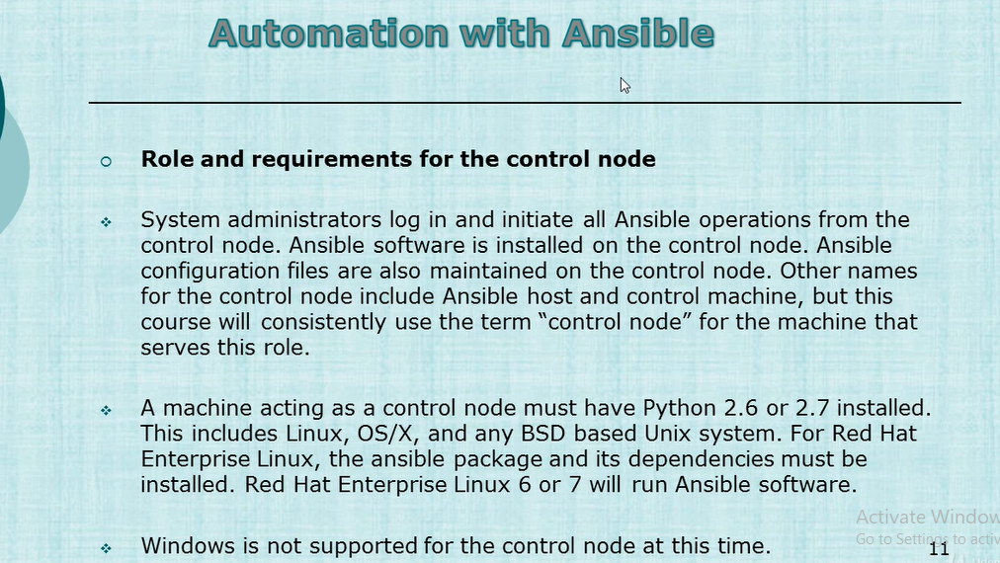 Automation with Ansible
Role and requirements for the control node
System administrators log in and initiate all Ansible operations from the
control node. Ansible software is installed on the control node. Ansible
configuration files are also maintained on the control node. Other names
for the control node include Ansible host and control machine, but this
course will consistently use the term “control node” for the machine that
serves this role.
A machine acting as a control node must have Python 2.6 or 2.7 installed.
This includes Linux, OS/X, and any BSD based Unix system. For Red Hat
Enterprise Linux, the ansible package and its dependencies must be
installed. Red Hat Enterprise Linux 6 or 7 will run Ansible software.
Windows is not supported for the control node at this time.
Activate Window
Go to Settings to activ
11